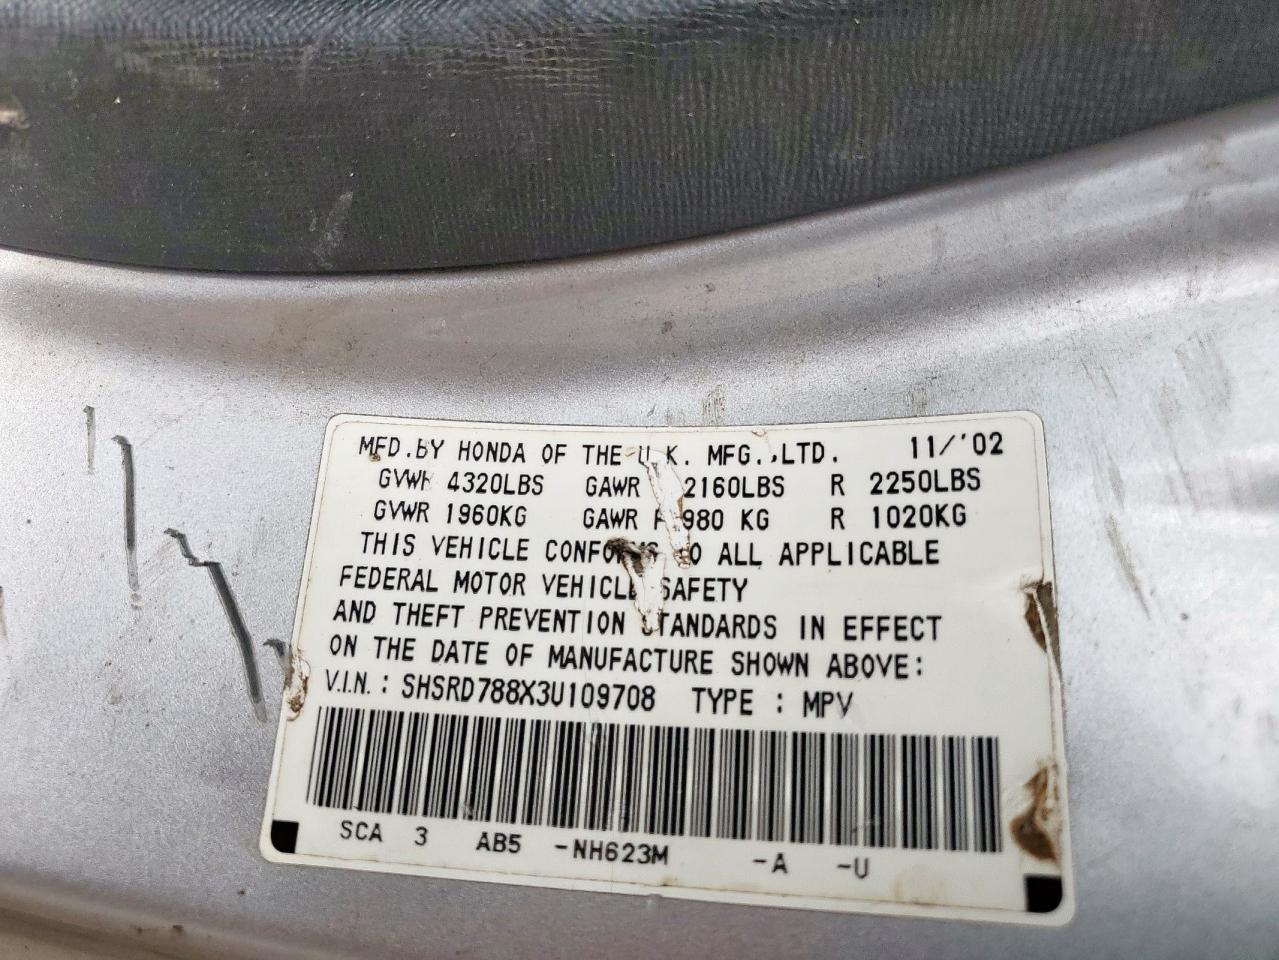 MFD.BY HONDA OF THE U.K. MFG.,LTD. 11/'02
GVWR 4320LBS GAWR 2160LBS R 2250LBS
GVWR 1960KG GAWR F 980 KG R 1020KG
THIS VEHICLE CONFORMS TO ALL APPLICABLE
FEDERAL MOTOR VEHICLE SAFETY
AND THEFT PREVENTION STANDARDS IN EFFECT
ON THE DATE OF MANUFACTURE SHOWN ABOVE:
V.I.N.: SHSRD788X3U109708 TYPE : MPV
SCA 3 AB5 -NH623M -A -U